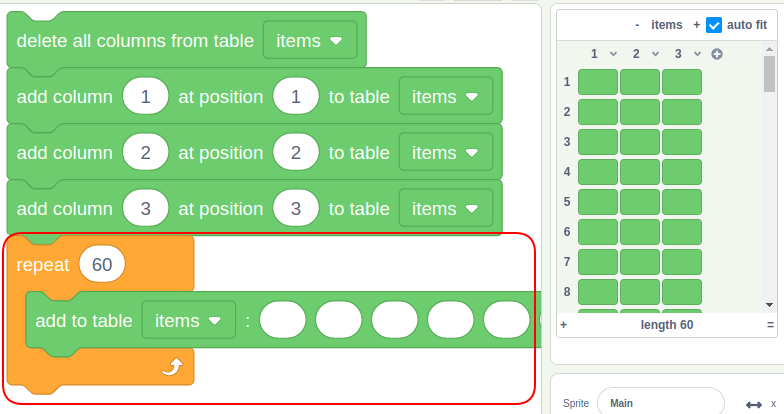 delete all columns from table items
add column 1 at position 1 to table items
add column 2 at position 2 to table items
add column 3 at position 3 to table items
repeat 60
add to table items :
- items + auto fit
1 2 3
1
2
3
4
5
6
7
8
+ length 60 =
Sprite Main x